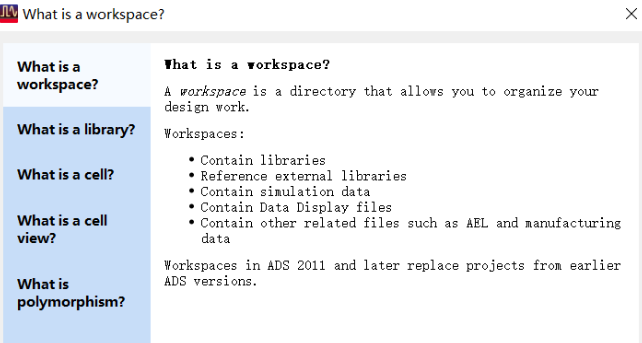 What is a workspace?
What is a
workspace?
What is a library?
What is a cell?
What is a cell
view?
What is
polymorphism?
What is a workspace?
A workspace is a directory that allows you to organize your
design work.
Workspaces:
• Contain libraries
• Reference external libraries
• Contain simulation data
• Contain Data Display files
• Contain other related files such as AEL and manufacturing
data
Workspaces in ADS 2011 and later replace projects from earlier
ADS versions.